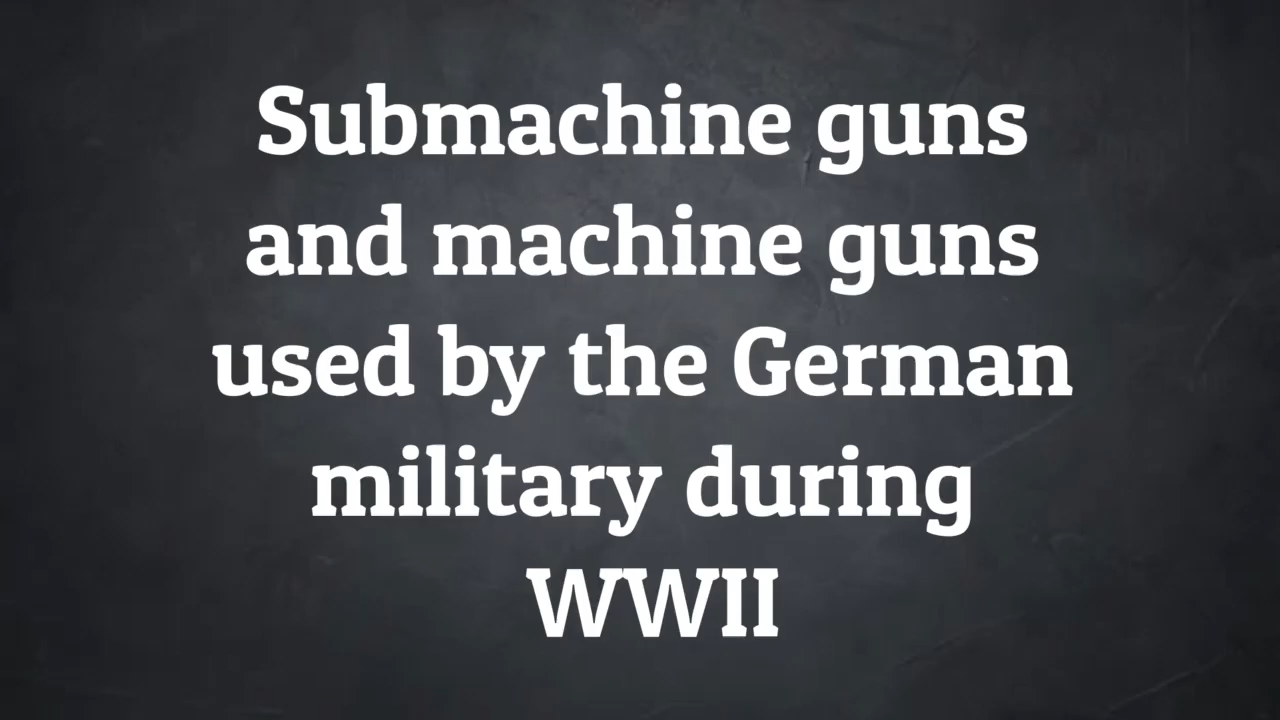 Submachine guns
and machine guns
used by the German
military during
WWII